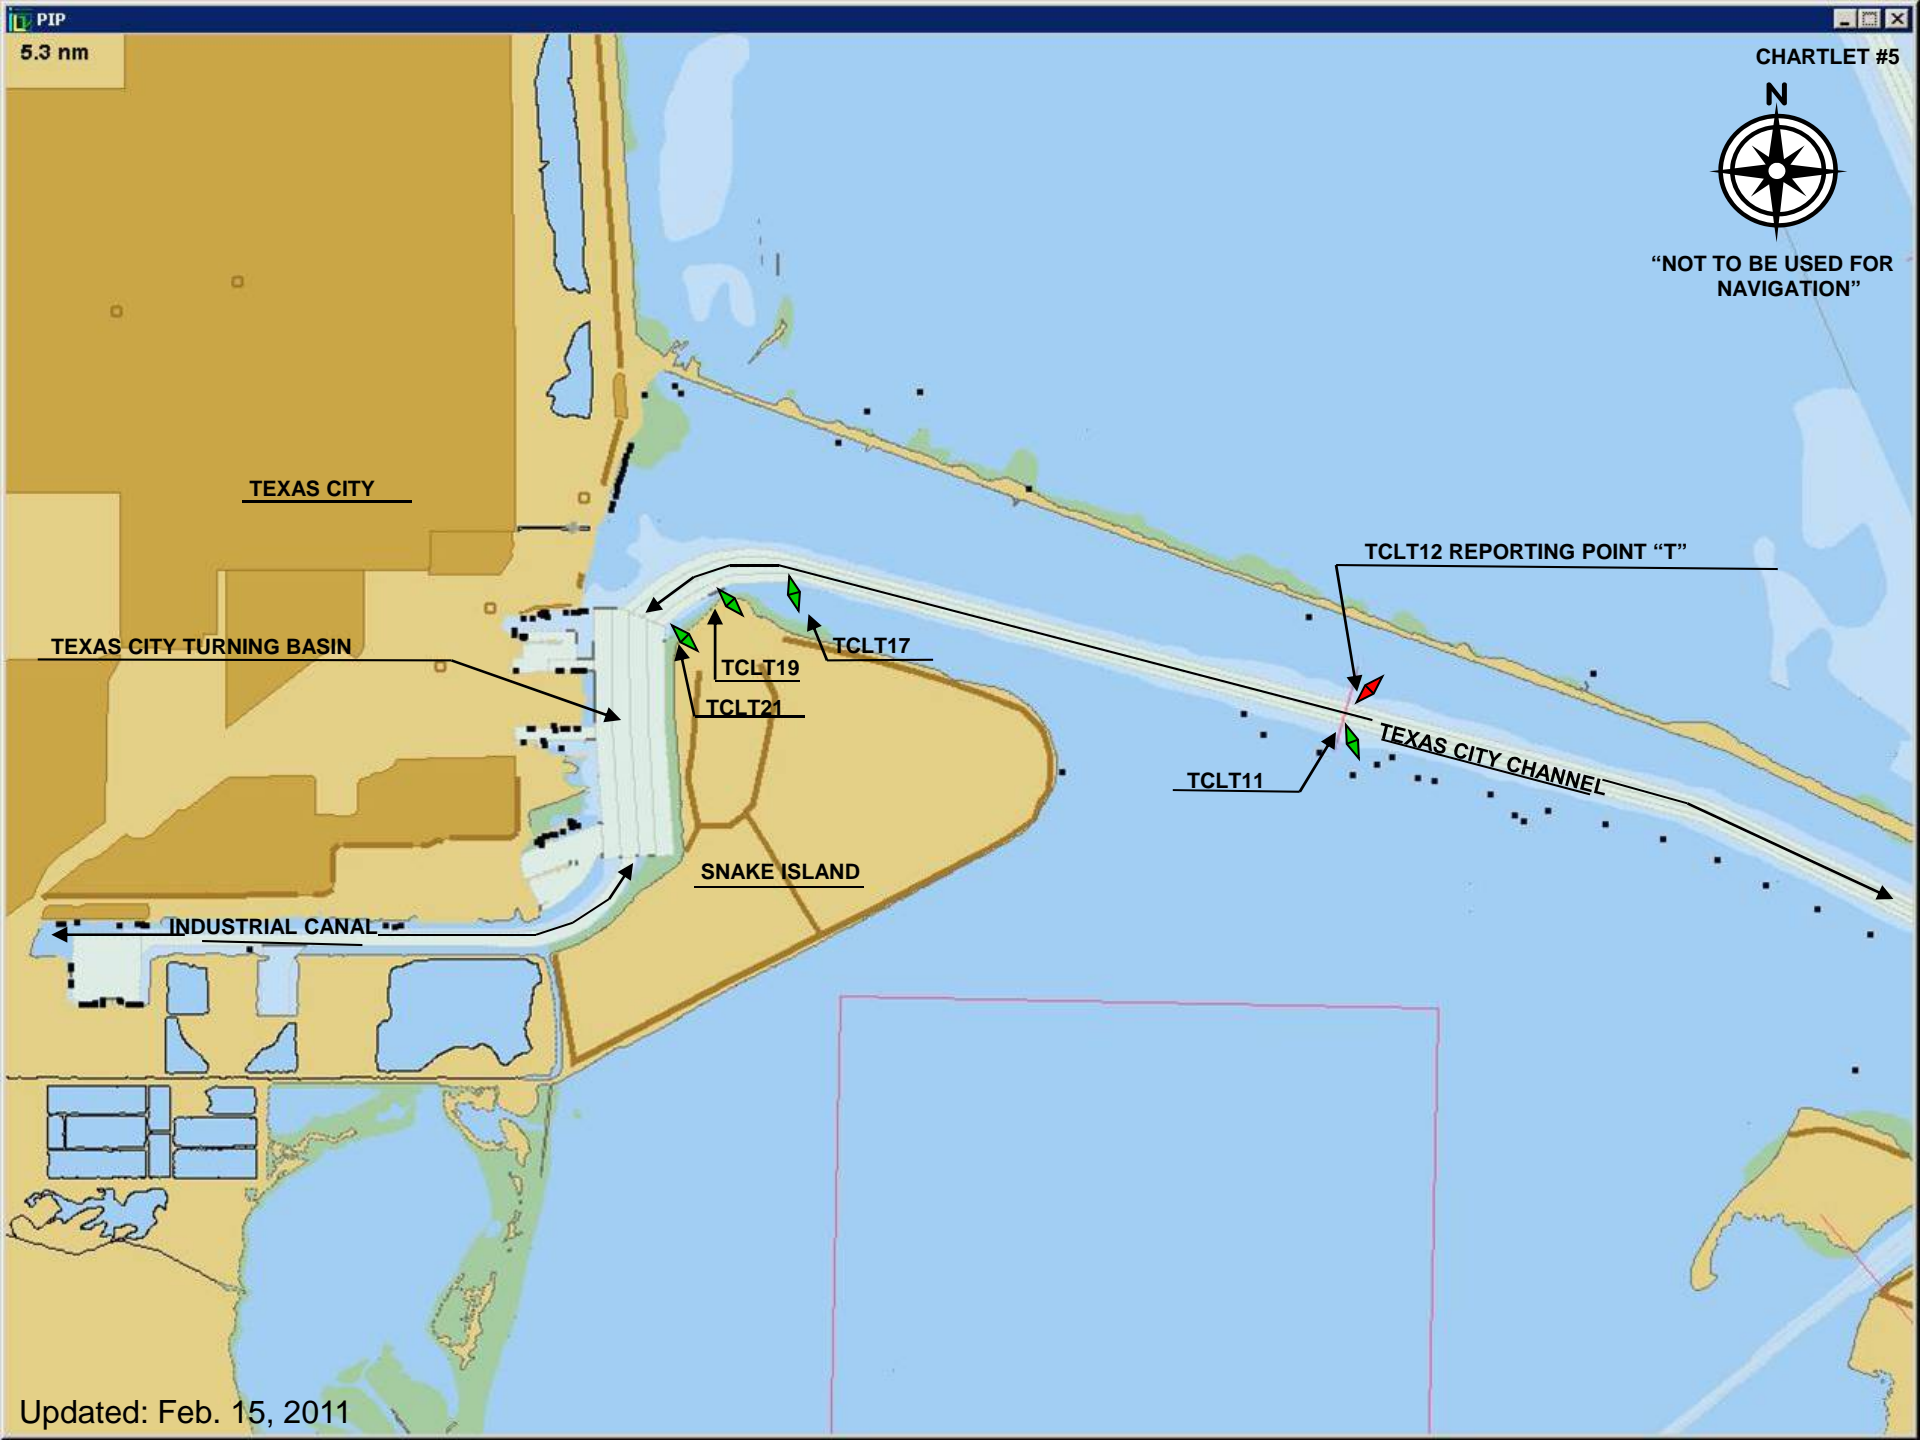 PIP
5.3 nm
CHARTLET #5
N
“NOT TO BE USED FOR
NAVIGATION”
TEXAS CITY
TCLT12 REPORTING POINT “T”
TEXAS CITY TURNING BASIN
TCLT17
TCLT19
TCLT21
TEXAS CITY CHANNEL
TCLT11
SNAKE ISLAND
INDUSTRIAL CANAL
Updated: Feb. 15, 2011